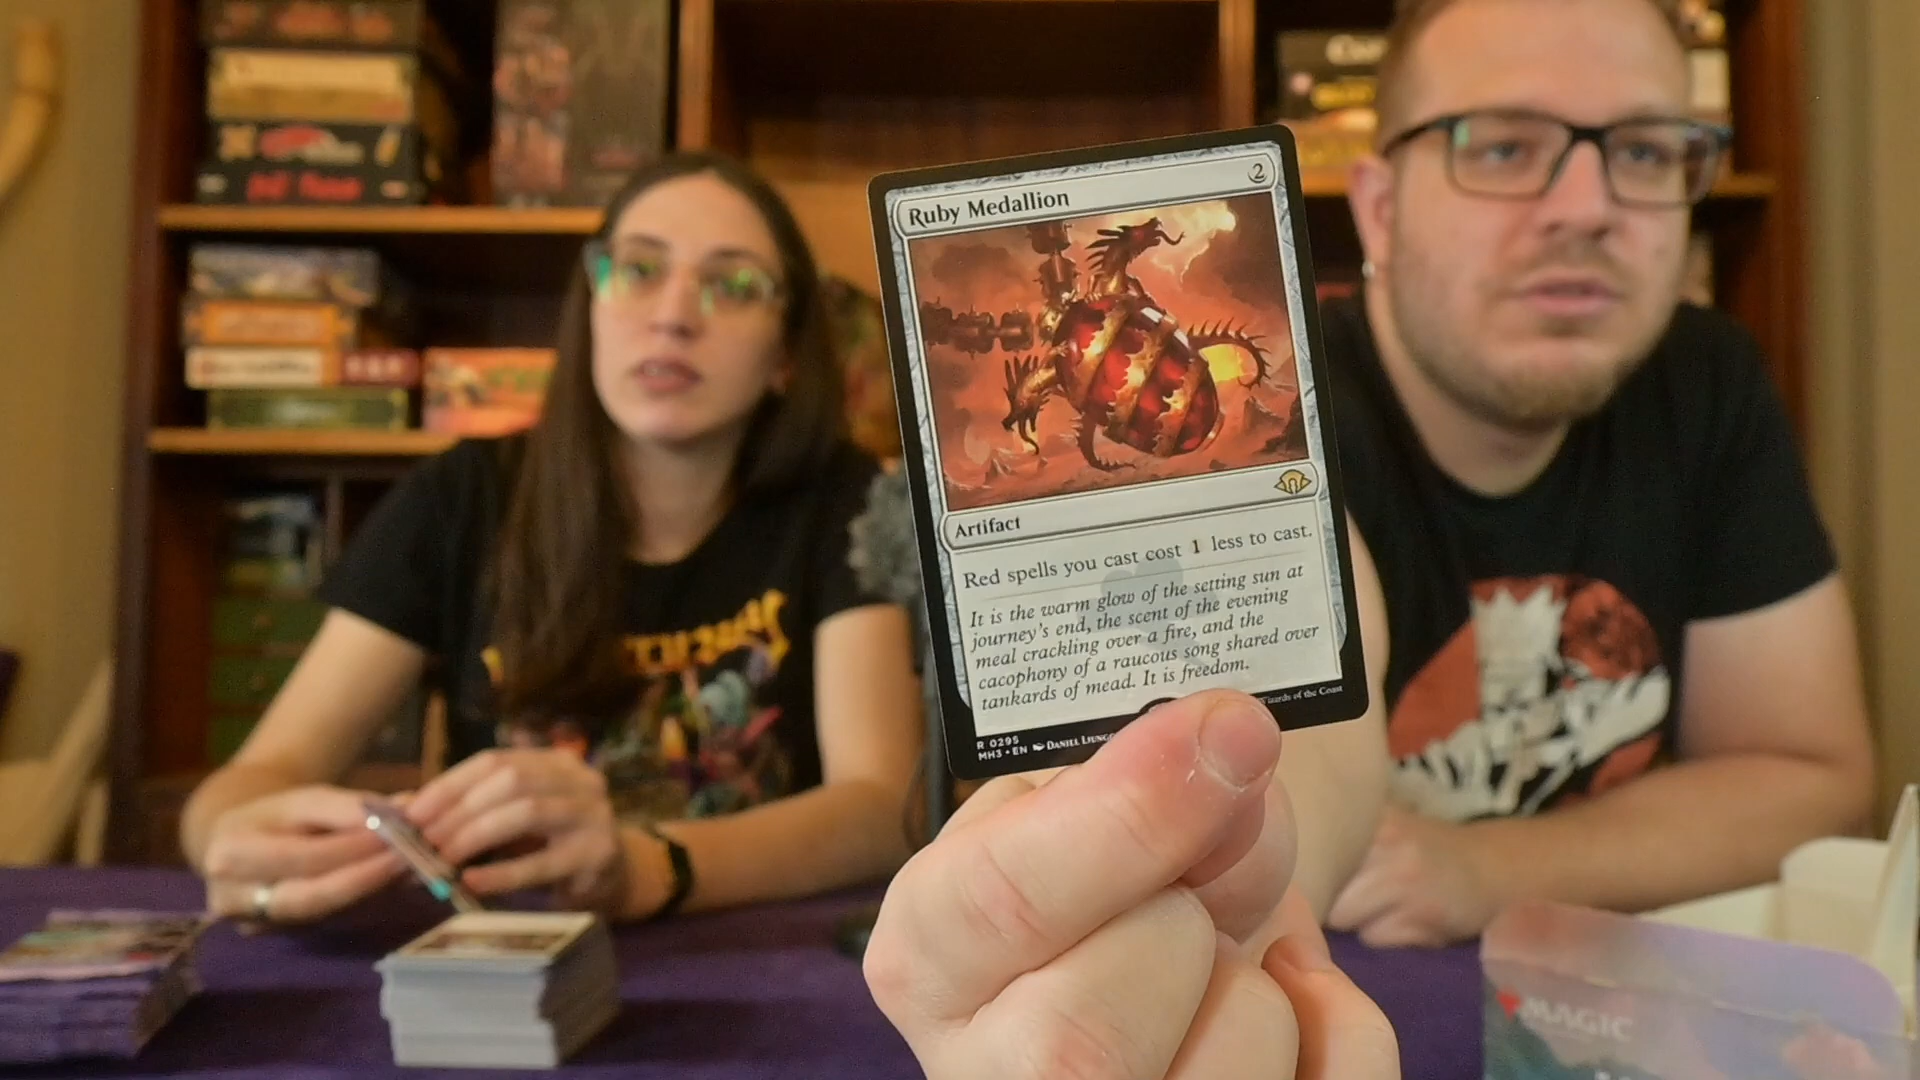 Ruby Medallion
2
Artifact
Red spells you cast cost 1 less to cast.
It is the warm glow of the setting sun at
journey's end, the scent of the evening
meal crackling over a fire, and the
cacophony of a raucous song shared over
tankards of mead. It is freedom.
R 0295
MH3 • EN DANIEL
Wizards of the Coast
MAGIC